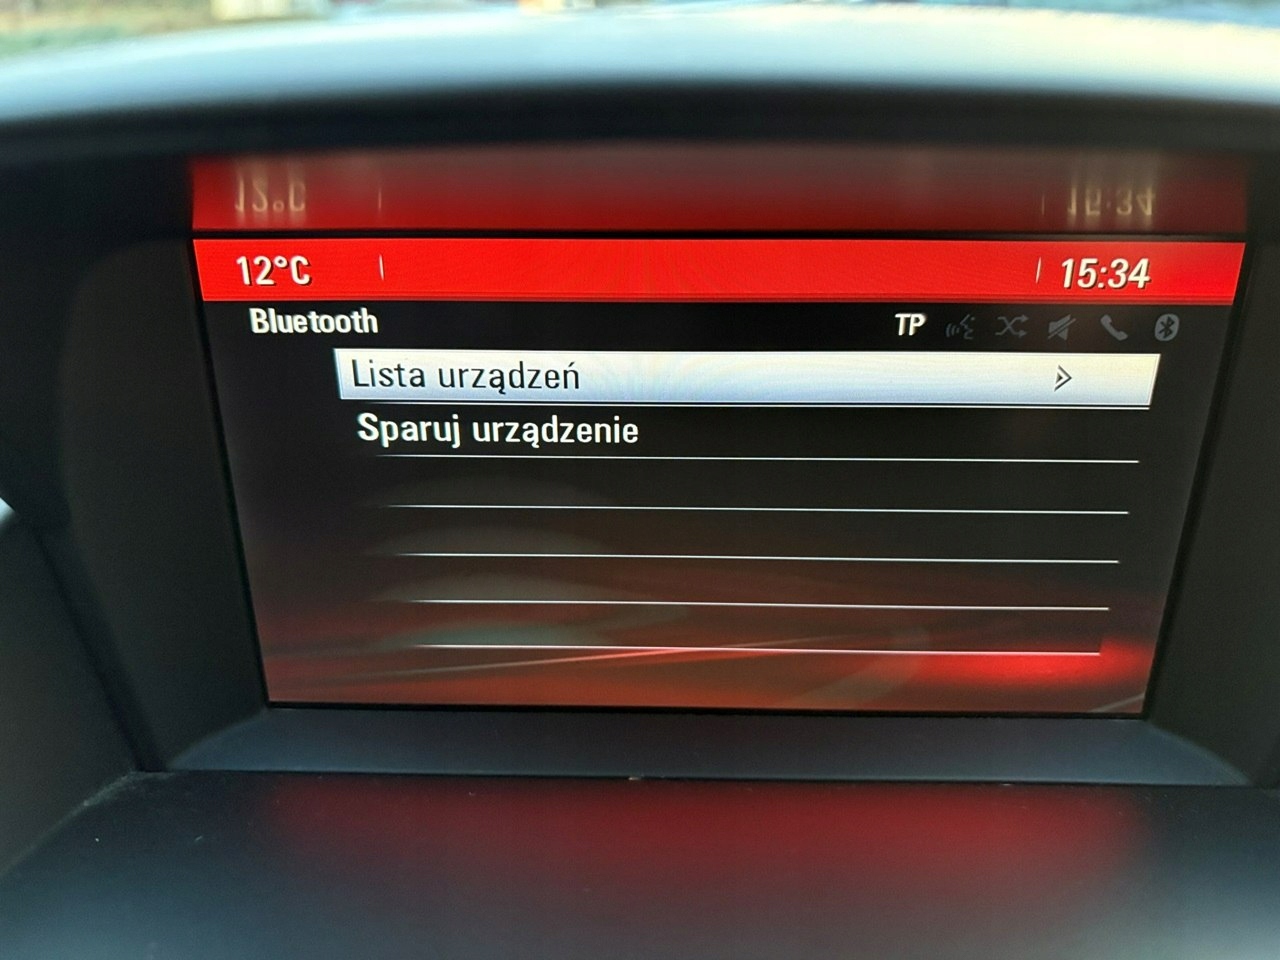 12°C 15:34
Bluetooth TP
Lista urządzeń
Sparuj urządzenie